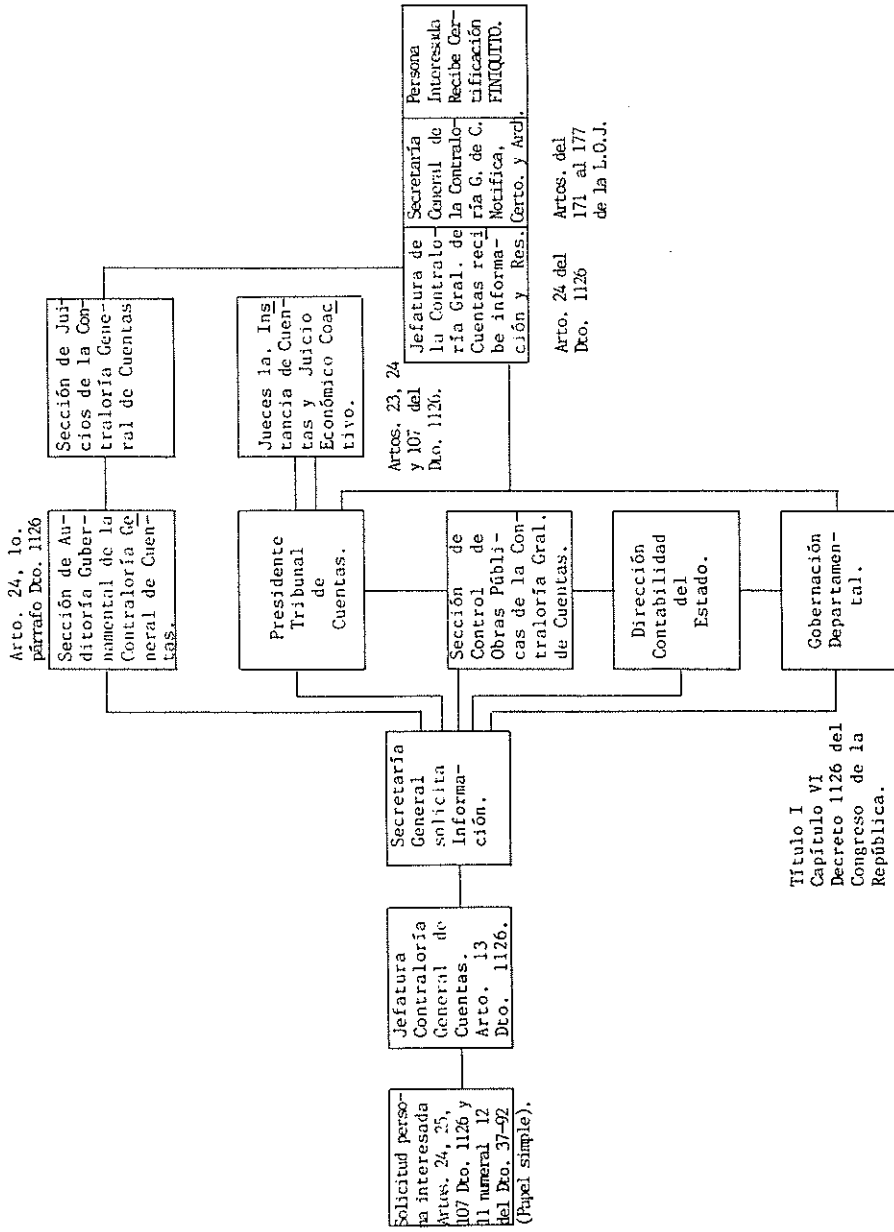 Solicitud perso-
na interesada
Artos. 24, 25,
107 Dto. 1126 y
11 numeral 12
del Dto. 37-92
(Papel simple).
Jefatura
Contraloría
General de
Cuentas.
Arto. 13
Dto. 1126.
Secretaría
General
solicita
Informa-
ción.
Arto. 24, 1o.
párrafo Dto. 1126
Sección de Au-
ditoría Guber-
namental de la
Contraloría Ge-
neral de Cuen-
tas.
Presidente
Tribunal
de
Cuentas.
Sección de
Control de
Obras Públi-
cas de la Con-
traloría Gral.
de Cuentas.
Dirección
Contabilidad
del
Estado.
Gobernación
Departamen-
tal.
Título I
Capítulo VI
Decreto 1126 del
Congreso de la
República.
Sección de Jui-
cios de la Con-
traloría Gene-
ral de Cuentas
Jueces 1a. Ins
tancia de Cuen-
tas y Juicio
Económico Coac
tivo.
Artos. 23, 24
y 107 del
Dto. 1126.
Jefatura de
la Contralo-
ría Gral. de
Cuentas reci
be informa-
ción y Res.
Arto. 24 del
Dto. 1126
Secretaría
General de
la Contralo-
ría G. de C.
Notifica,
Certo. y Arch.
Artos. del
171 al 177
de la L.O.J.
Persona
Interesada
Recibe Cer-
tificación
FINIQUITO.